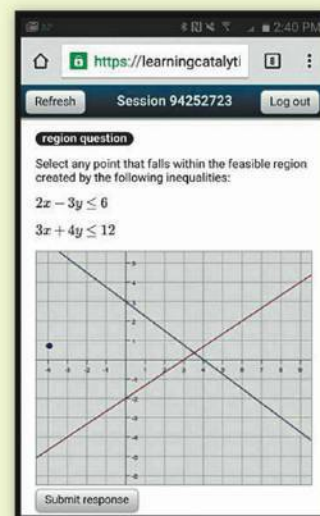 2:40 PM
https://learningcatalyti
8
Refresh
Session 94252723
Log out
region question
Select any point that falls within the feasible region
created by the following inequalities:
2x − 3y ≤ 6
3x + 4y ≤ 12
Submit response